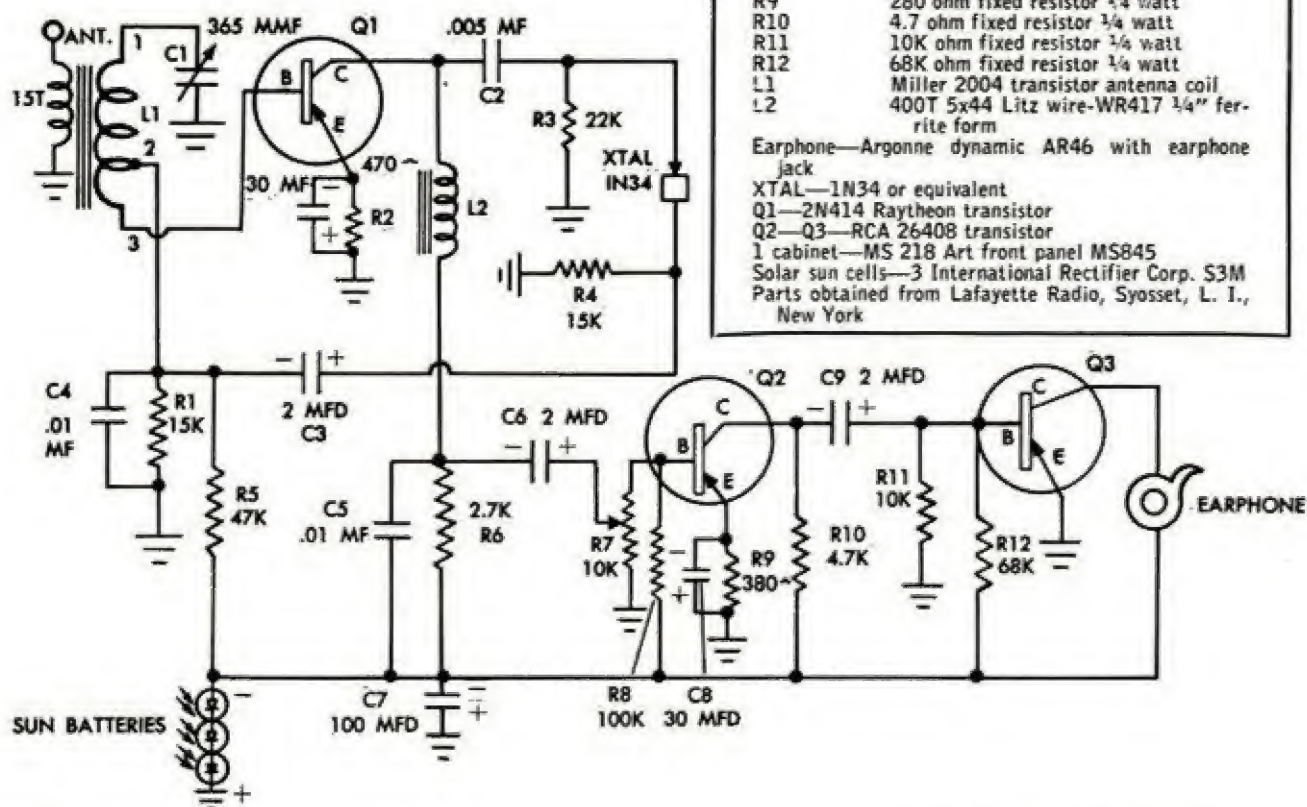 ANT.
1
365 MMF
Q1
.005 MF
C1
B
C
15T
L1
C2
E
R3 22K
2
470~
XTAL
IN34
30 MF
-
R2
L2
+
3
R4
15K
R9 280 ohm fixed resistor ¼ watt
R10 4.7 ohm fixed resistor ¼ watt
R11 10K ohm fixed resistor ¼ watt
R12 68K ohm fixed resistor ¼ watt
L1 Miller 2004 transistor antenna coil
L2 400T 5x44 Litz wire-WR417 ¼" fer-
rite form
Earphone—Argonne dynamic AR46 with earphone
jack
XTAL—1N34 or equivalent
Q1—2N414 Raytheon transistor
Q2—Q3—RCA 26408 transistor
1 cabinet—MS 218 Art front panel MS845
Solar sun cells—3 International Rectifier Corp. S3M
Parts obtained from Lafayette Radio, Syosset, L. I.,
New York
C4
.01
MF
R1
15K
- +
2 MFD
C3
R5
47K
C5
.01 MF
2.7K
R6
C6 2 MFD
- +
R7
10K
Q2
B
C
E
-
+
R9
380~
C9 2 MFD
- +
R10
4.7K
R11
10K
Q3
B
C
E
R12
68K
EARPHONE
SUN BATTERIES
-
+
C7
100 MFD
-
+
R8
100K
C8
30 MFD